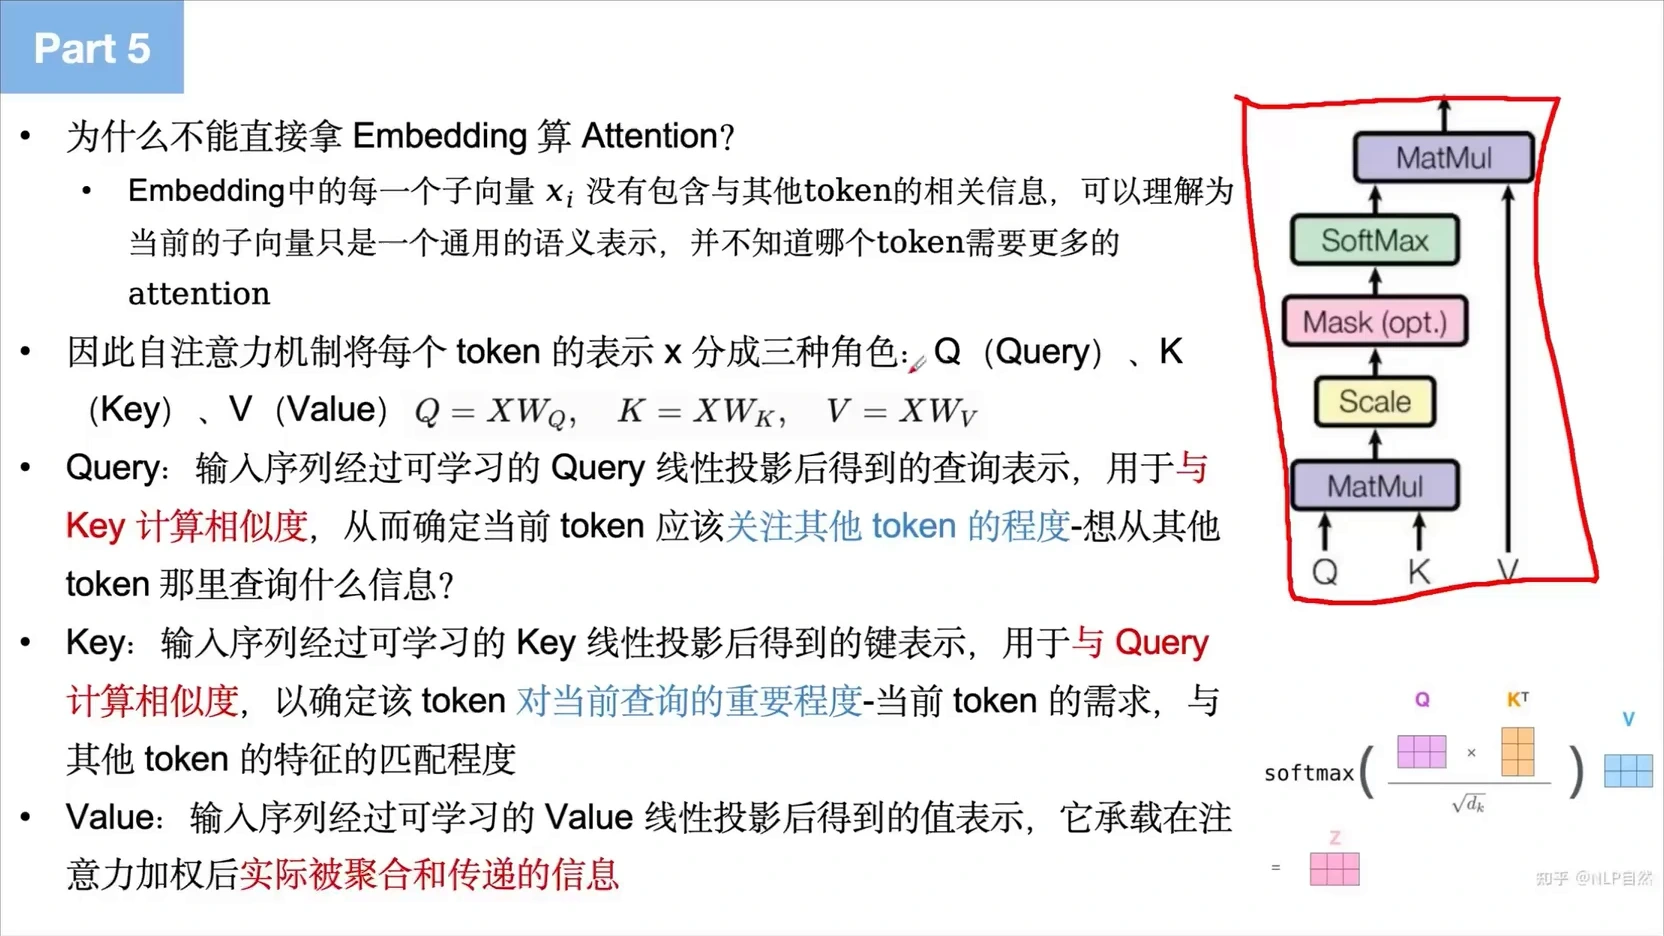 Part 5
• 为什么不能直接拿 Embedding 算 Attention?
• Embedding中的每一个子向量 xᵢ 没有包含与其他token的相关信息，可以理解为
当前的子向量只是一个通用的语义表示，并不知道哪个token需要更多的
attention
• 因此自注意力机制将每个 token 的表示 x 分成三种角色：Q（Query）、K
（Key）、V（Value） Q = XW_Q, K = XW_K, V = XW_V
• Query：输入序列经过可学习的 Query 线性投影后得到的查询表示，用于与
Key 计算相似度，从而确定当前 token 应该关注其他 token 的程度-想从其他
token 那里查询什么信息?
• Key：输入序列经过可学习的 Key 线性投影后得到的键表示，用于与 Query
计算相似度，以确定该 token 对当前查询的重要程度-当前 token 的需求，与
其他 token 的特征的匹配程度
• Value：输入序列经过可学习的 Value 线性投影后得到的值表示，它承载在注
意力加权后实际被聚合和传递的信息
MatMul
SoftMax
Mask (opt.)
Scale
MatMul
Q K V
Q Kᵀ V
softmax( × )
√dₖ
Z
=
知乎 @NLP自然